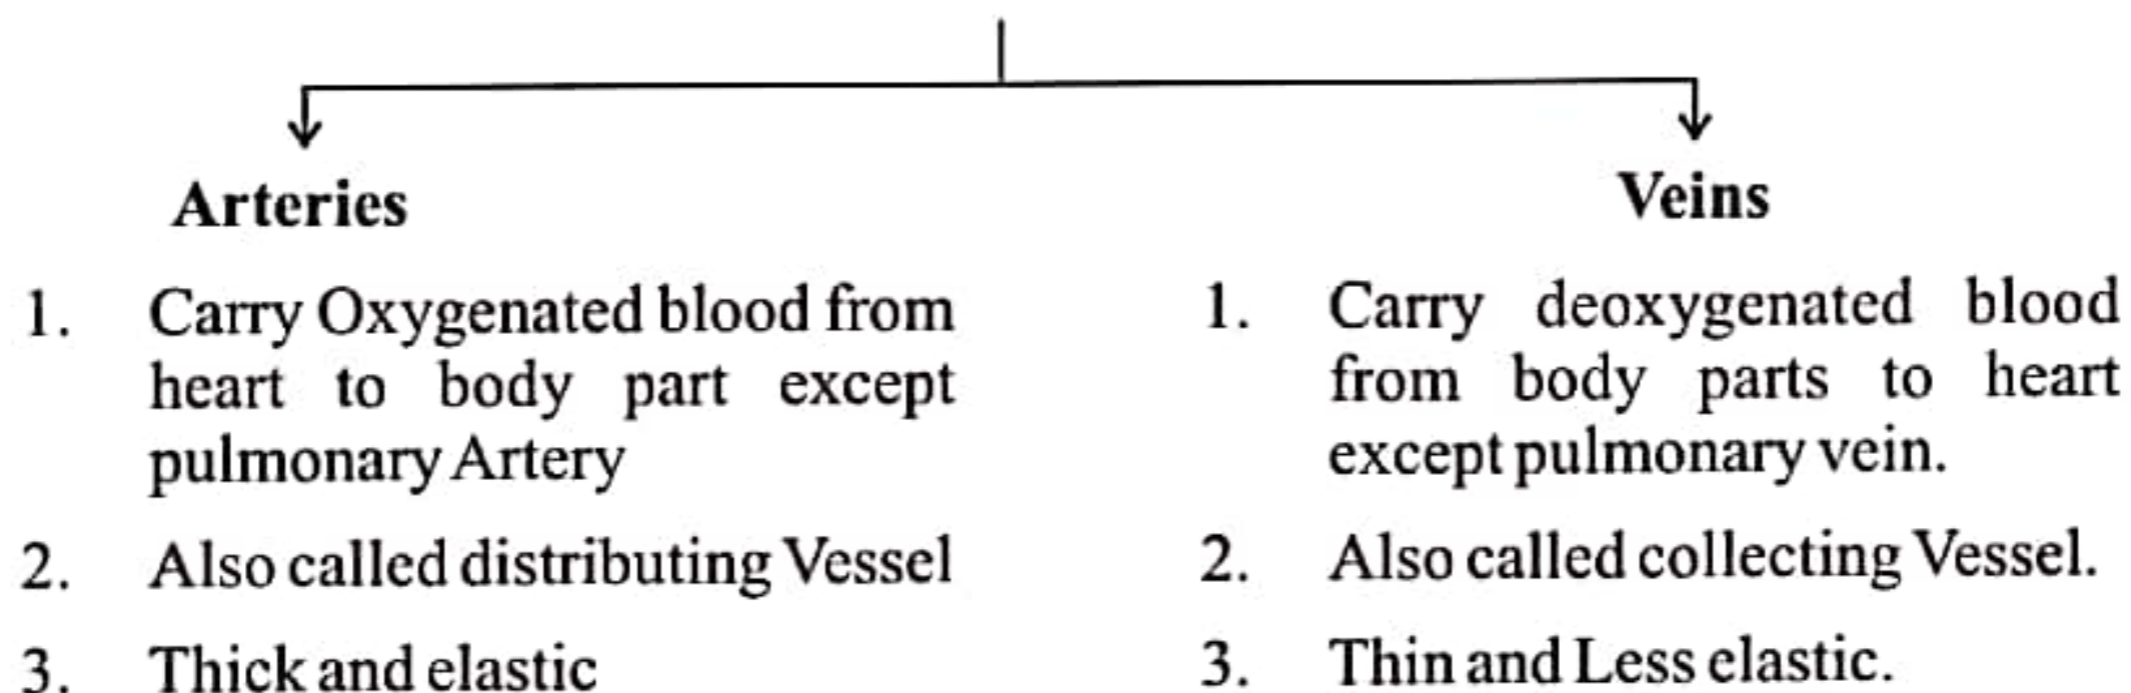 Arteries
1. Carry Oxygenated blood from
heart to body part except
pulmonary Artery
2. Also called distributing Vessel
3. Thick and elastic
Veins
1. Carry deoxygenated blood
from body parts to heart
except pulmonary vein.
2. Also called collecting Vessel.
3. Thin and Less elastic.